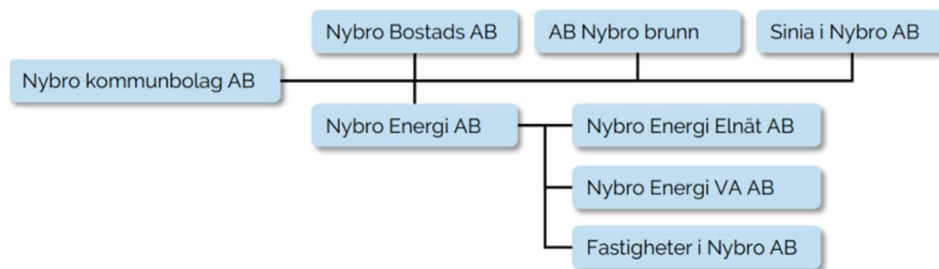 Nybro Bostads AB
AB Nybro brunn
Sinia i Nybro AB
Nybro kommunbolag AB
Nybro Energi AB
Nybro Energi Elnät AB
Nybro Energi VA AB
Fastigheter i Nybro AB